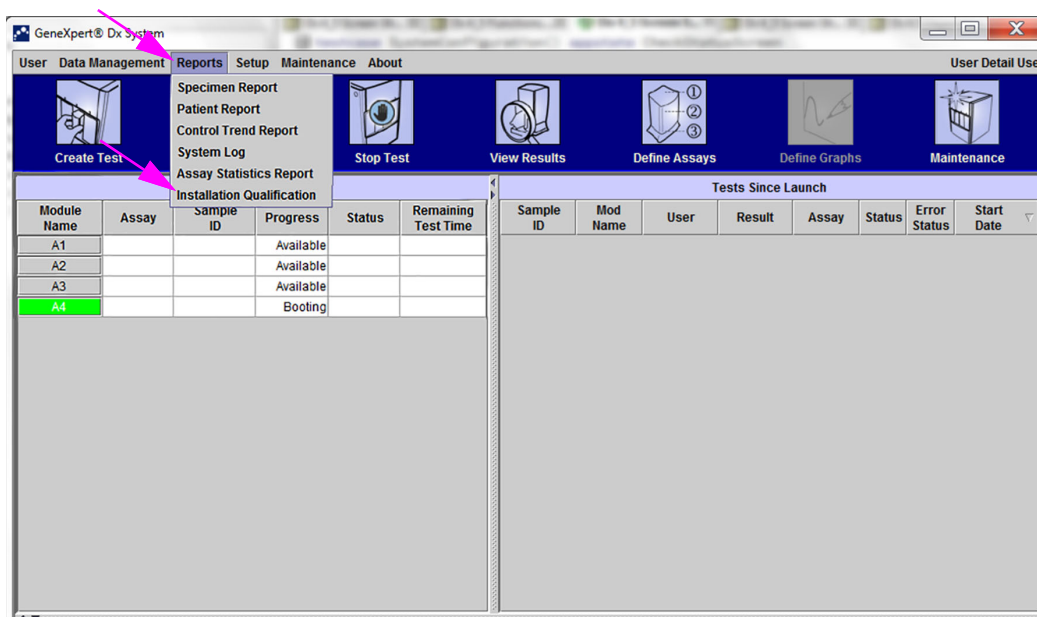 GeneXpert® Dx System
User Data Management Reports Setup Maintenance About User Detail Use
Specimen Report
Patient Report
Control Trend Report
System Log
Assay Statistics Report
Installation Qualification
Create Test Stop Test View Results Define Assays Define Graphs Maintenance
① ② ③
Tests Since Launch
Module Name Assay Sample ID Progress Status Remaining Test Time
Sample ID Mod Name User Result Assay Status Error Status Start Date
A1 Available
A2 Available
A3 Available
A4 Booting